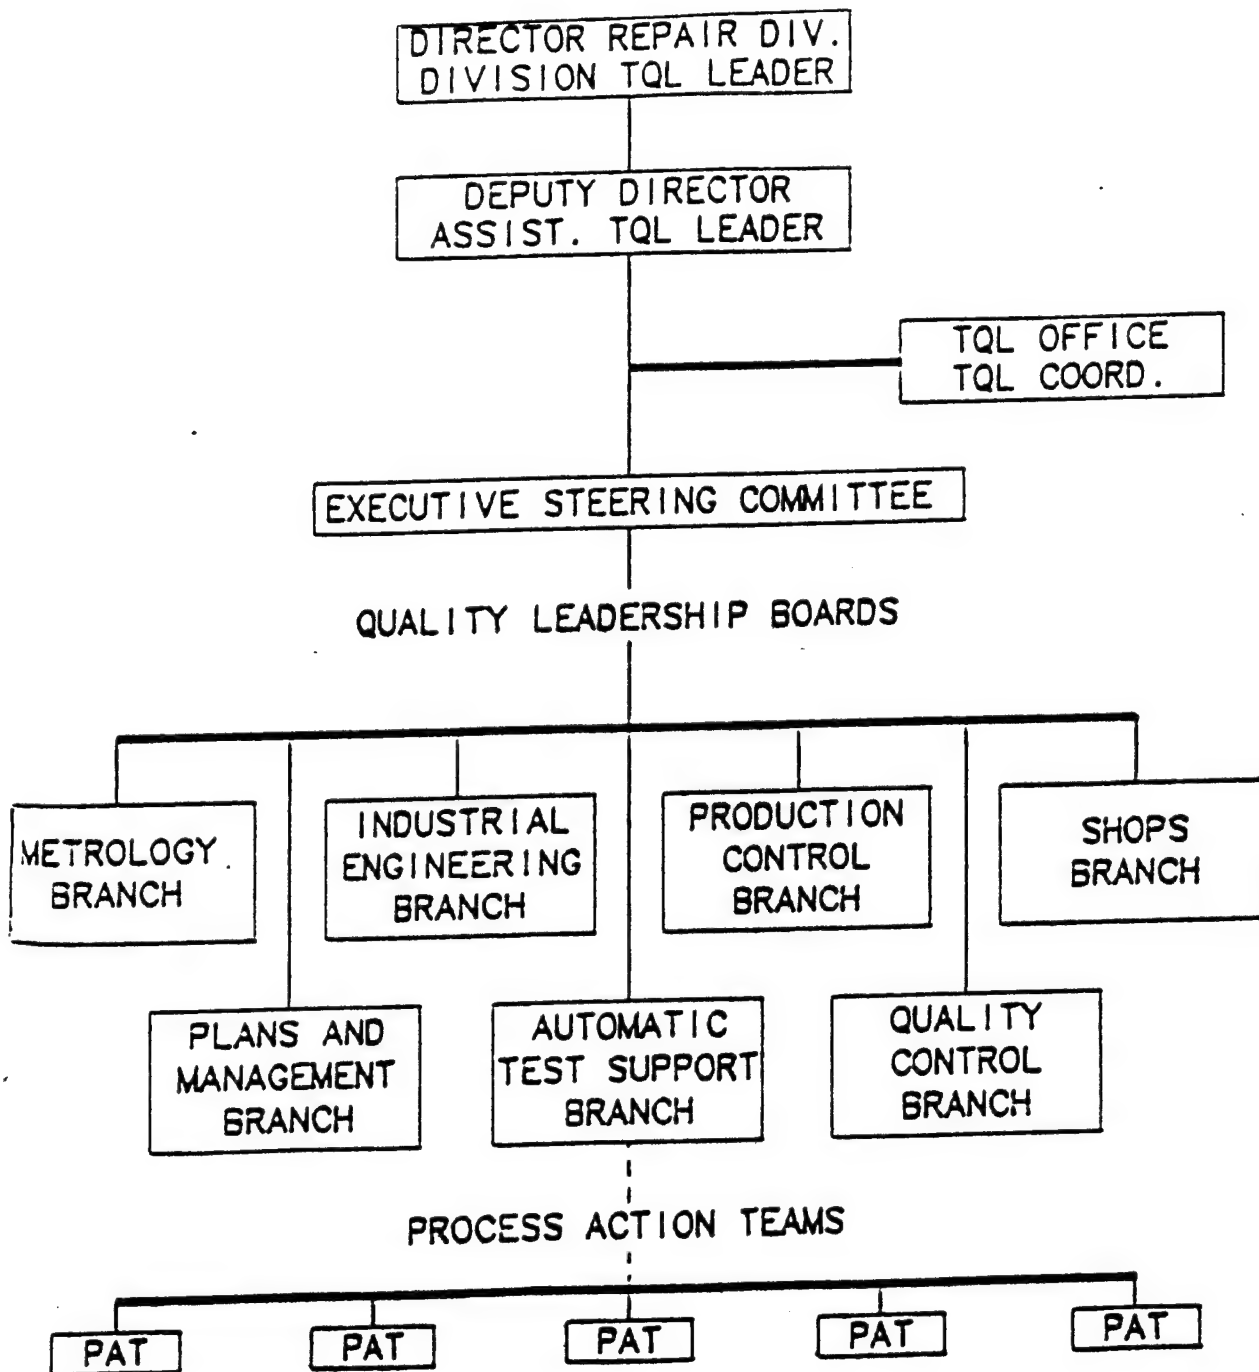 DIRECTOR REPAIR DIV.
DIVISION TQL LEADER
DEPUTY DIRECTOR
ASSIST. TQL LEADER
TQL OFFICE
TQL COORD.
EXECUTIVE STEERING COMMITTEE
QUALITY LEADERSHIP BOARDS
METROLOGY
BRANCH
INDUSTRIAL
ENGINEERING
BRANCH
PRODUCTION
CONTROL
BRANCH
SHOPS
BRANCH
PLANS AND
MANAGEMENT
BRANCH
AUTOMATIC
TEST SUPPORT
BRANCH
QUALITY
CONTROL
BRANCH
PROCESS ACTION TEAMS
PAT
PAT
PAT
PAT
PAT